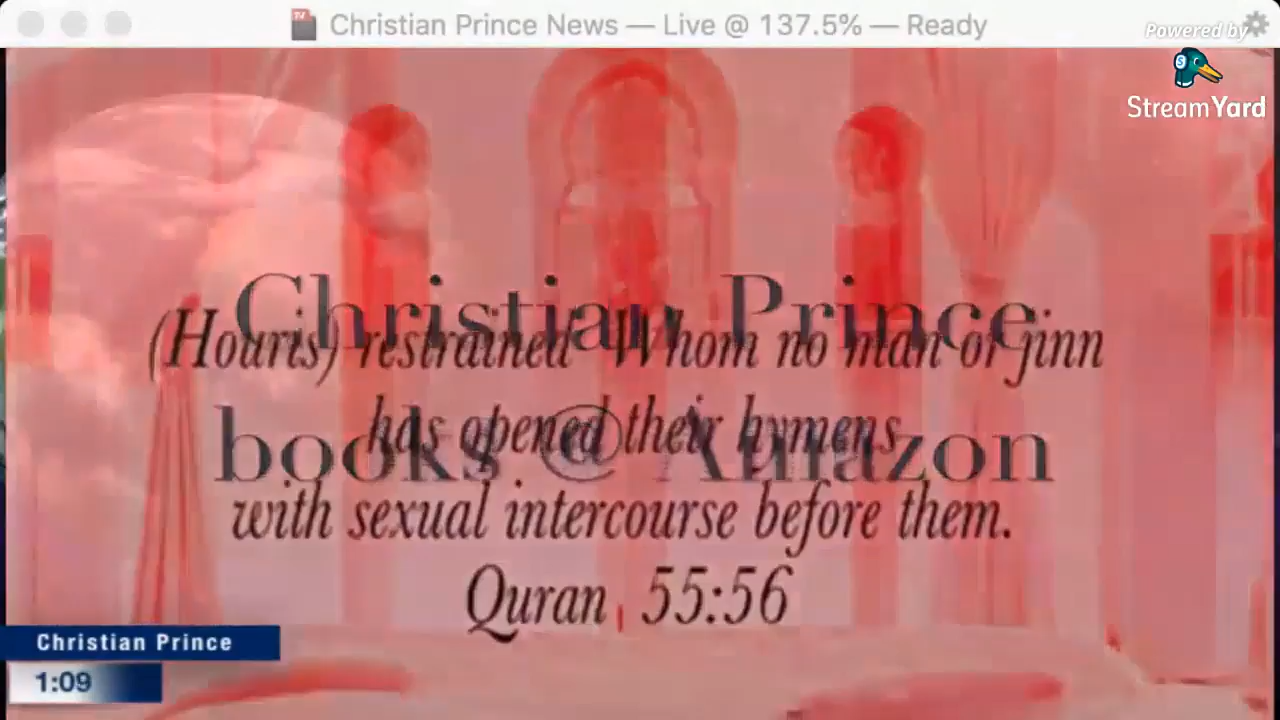 Christian Prince News — Live @ 137.5% — Ready
Powered by
StreamYard
Christian Prince
(Houris) restrained Whom no man or jinn
has opened their hymens
books @ Amazon
with sexual intercourse before them.
Quran 55:56
Christian Prince
1:09